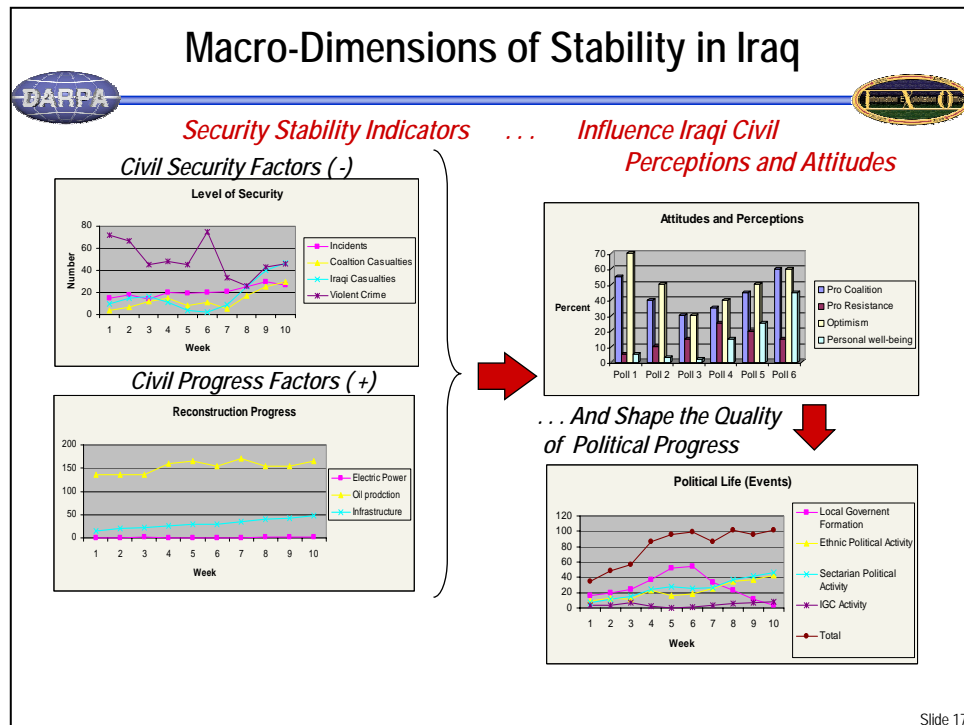 Macro-Dimensions of Stability in Iraq
DARPA
Information Exploitation Office
Security Stability Indicators . . . Influence Iraqi Civil
Perceptions and Attitudes
Civil Security Factors (-)
Level of Security
Number
80
60
40
20
0
1 2 3 4 5 6 7 8 9 10
Week
Incidents
Coaltion Casualties
Iraqi Casualties
Violent Crime
Civil Progress Factors (+)
Reconstruction Progress
200
150
100
50
0
1 2 3 4 5 6 7 8 9 10
Week
Electric Power
Oil prodction
Infrastructure
Attitudes and Perceptions
Percent
70
60
50
40
30
20
10
0
Poll 1 Poll 2 Poll 3 Poll 4 Poll 5 Poll 6
Pro Coalition
Pro Resistance
Optimism
Personal well-being
. . . And Shape the Quality
of Political Progress
Political Life (Events)
120
100
80
60
40
20
0
1 2 3 4 5 6 7 8 9 10
Week
Local Governent
Formation
Ethnic Political Activity
Sectarian Political
Activity
IGC Activity
Total
Slide 17